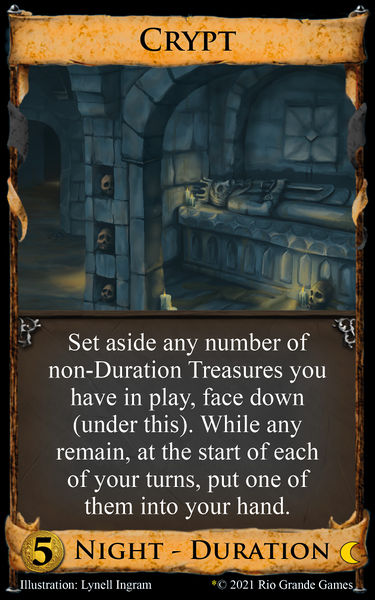 Crypt
Set aside any number of
non-Duration Treasures you
have in play, face down
(under this). While any
remain, at the start of each
of your turns, put one of
them into your hand.
5 Night - Duration
Illustration: Lynell Ingram *© 2021 Rio Grande Games